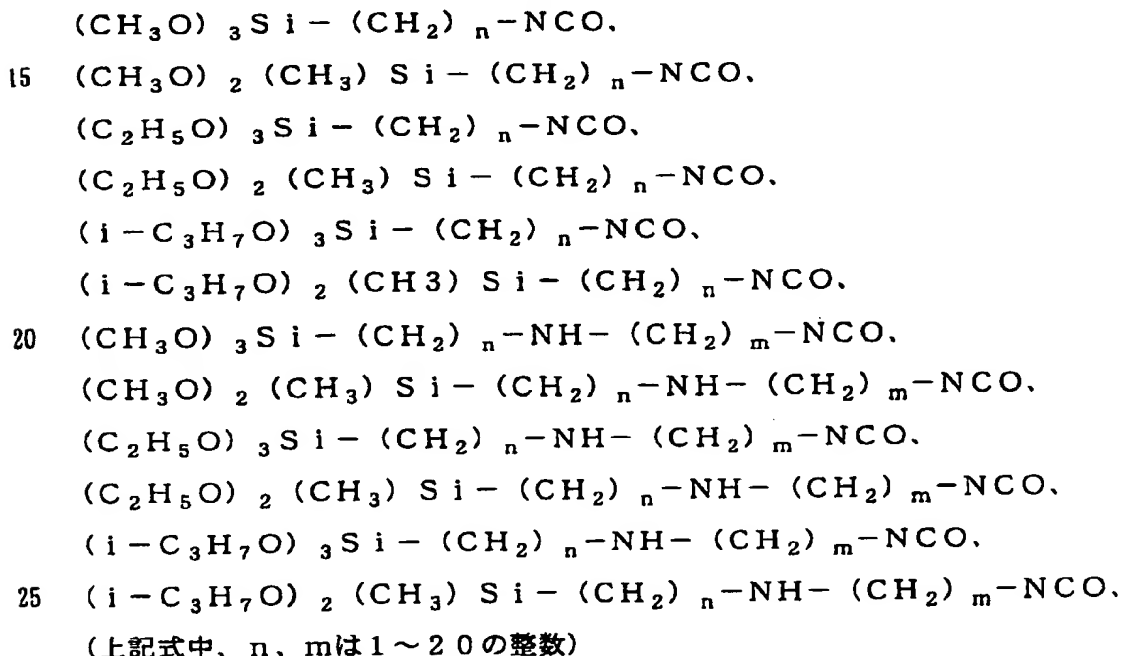 (CH₃O) ₃Si－(CH₂) ₙ－NCO、
15 (CH₃O) ₂ (CH₃) Si－(CH₂) ₙ－NCO、
(C₂H₅O) ₃Si－(CH₂) ₙ－NCO、
(C₂H₅O) ₂ (CH₃) Si－(CH₂) ₙ－NCO、
(i－C₃H₇O) ₃Si－(CH₂) ₙ－NCO、
(i－C₃H₇O) ₂ (CH3) Si－(CH₂) ₙ－NCO、
20 (CH₃O) ₃Si－(CH₂) ₙ－NH－(CH₂) ₘ－NCO、
(CH₃O) ₂ (CH₃) Si－(CH₂) ₙ－NH－(CH₂) ₘ－NCO、
(C₂H₅O) ₃Si－(CH₂) ₙ－NH－(CH₂) ₘ－NCO、
(C₂H₅O) ₂ (CH₃) Si－(CH₂) ₙ－NH－(CH₂) ₘ－NCO、
(i－C₃H₇O) ₃Si－(CH₂) ₙ－NH－(CH₂) ₘ－NCO、
25 (i－C₃H₇O) ₂ (CH₃) Si－(CH₂) ₙ－NH－(CH₂) ₘ－NCO、
(上記式中、n、mは1～20の整数)